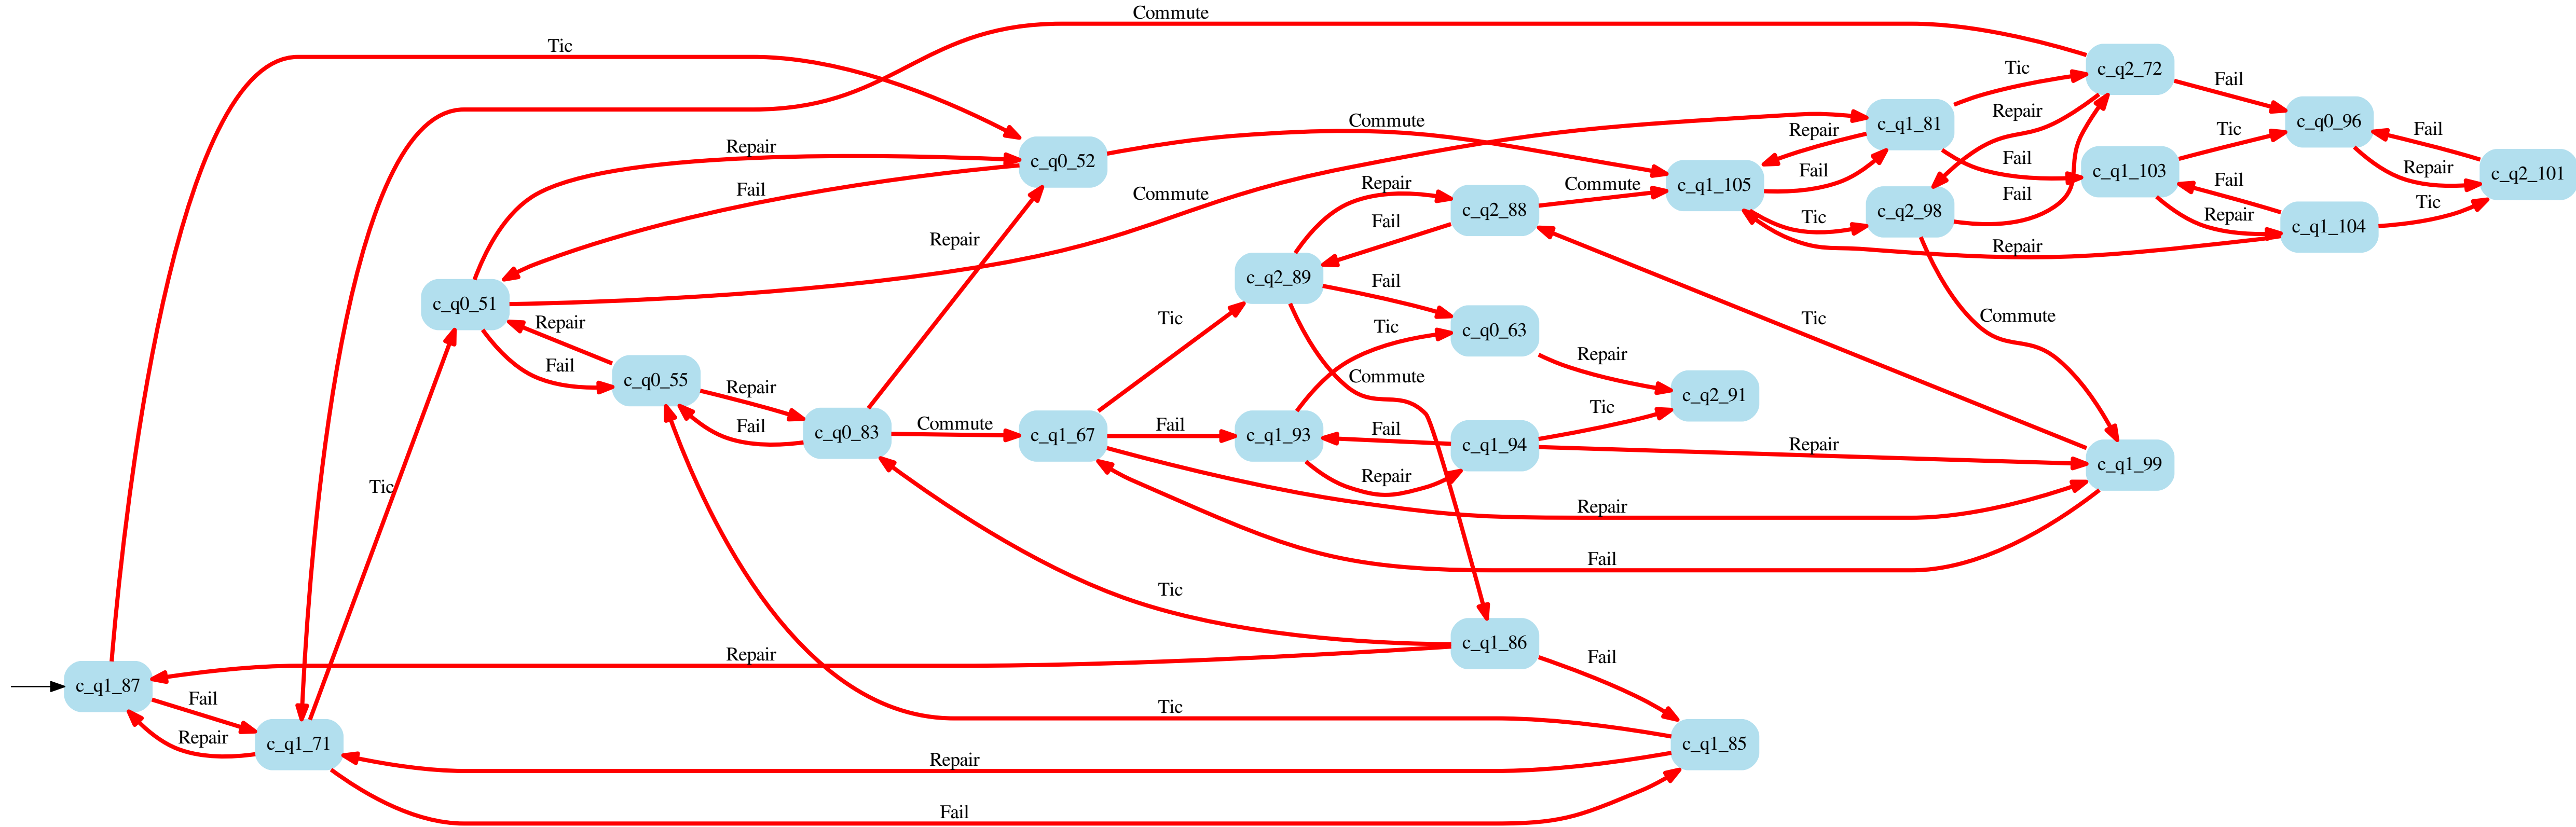 Commute
Tic
c_q2_72
Tic
Fail
Repair
c_q0_96
Commute
c_q1_81
Fail
Tic
Repair
Repair
c_q0_52
Fail
Repair
Fail
c_q1_103
c_q2_101
Fail
Fail
c_q1_105
Repair
Commute
Commute
Fail
Tic
Repair
c_q2_88
c_q2_98
Tic
Repair
c_q1_104
Fail
Repair
Repair
c_q2_89
Fail
c_q0_51
Commute
Tic
Tic
Repair
Tic
c_q0_63
Repair
Fail
c_q0_55
Commute
Repair
c_q2_91
Tic
Fail
c_q0_83
Commute
c_q1_67
Fail
c_q1_93
Fail
c_q1_94
Repair
c_q1_99
Repair
Tic
Repair
Fail
Tic
c_q1_86
Repair
Fail
c_q1_87
Fail
Tic
Repair
c_q1_71
c_q1_85
Repair
Fail